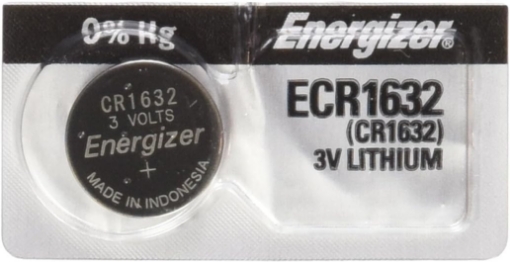 0% Hg
Energizer®
ECR1632
(CR1632)
3V LITHIUM
CR1632
3 VOLTS
Energizer
+
MADE IN INDONESIA